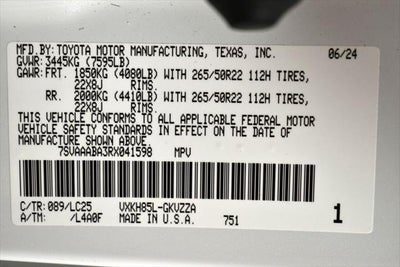 MFD. BY: TOYOTA MOTOR MANUFACTURING, TEXAS, INC. 06/24
GVWR: 3445KG (7595LB)
GAWR: FRT. 1850KG (4080LB) WITH 265/50R22 112H TIRES,
22X8J RIMS.
RR. 2000KG (4410LB) WITH 265/50R22 112H TIRES,
22X8J RIMS.
THIS VEHICLE CONFORMS TO ALL APPLICABLE FEDERAL MOTOR
VEHICLE SAFETY STANDARDS IN EFFECT ON THE DATE OF
MANUFACTURE SHOWN ABOVE.
7SVAAABA3RX041598 MPV
C/TR: 089/LC25 VXKH85L-GKVZZA
A/TM: /L4A0F MADE IN U.S.A. 751 1